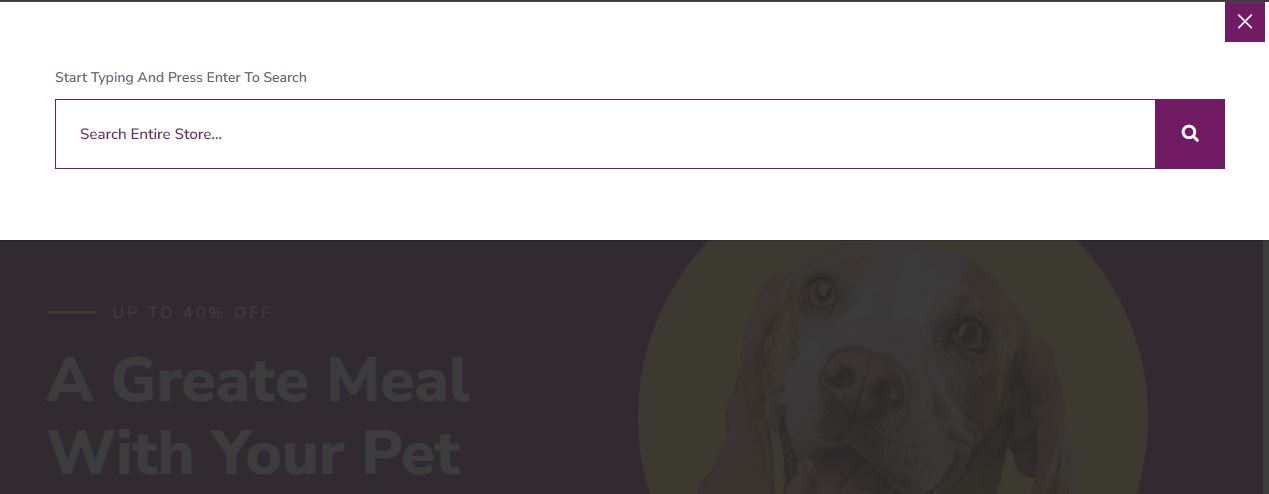 Start Typing And Press Enter To Search
Search Entire Store...
UP TO 40% OFF
A Greate Meal
With Your Pet